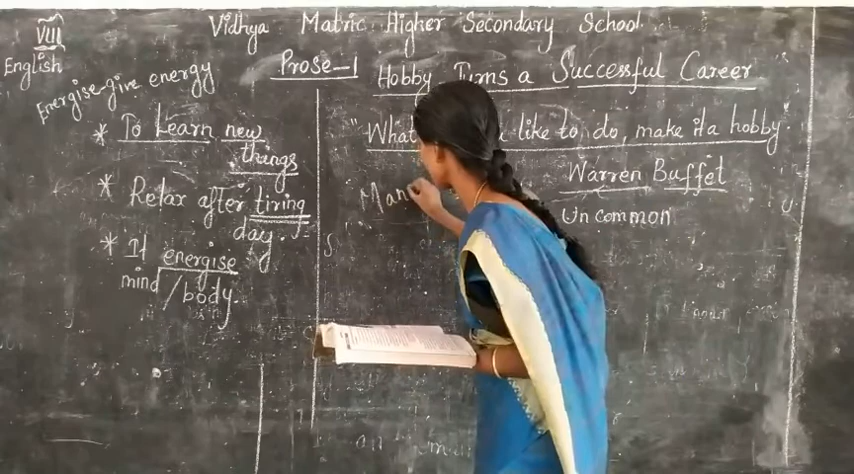 Vidhya Matric Higher Secondary School
VIII
English
Energise-give energy
* To Learn new
things
* Relax after tiring
day.
* It energise
mind/body
Prose-1
Hobby Turns a Successful Career
"What like to do, make it a hobby".
Warren Buffet
Uncommon
Man